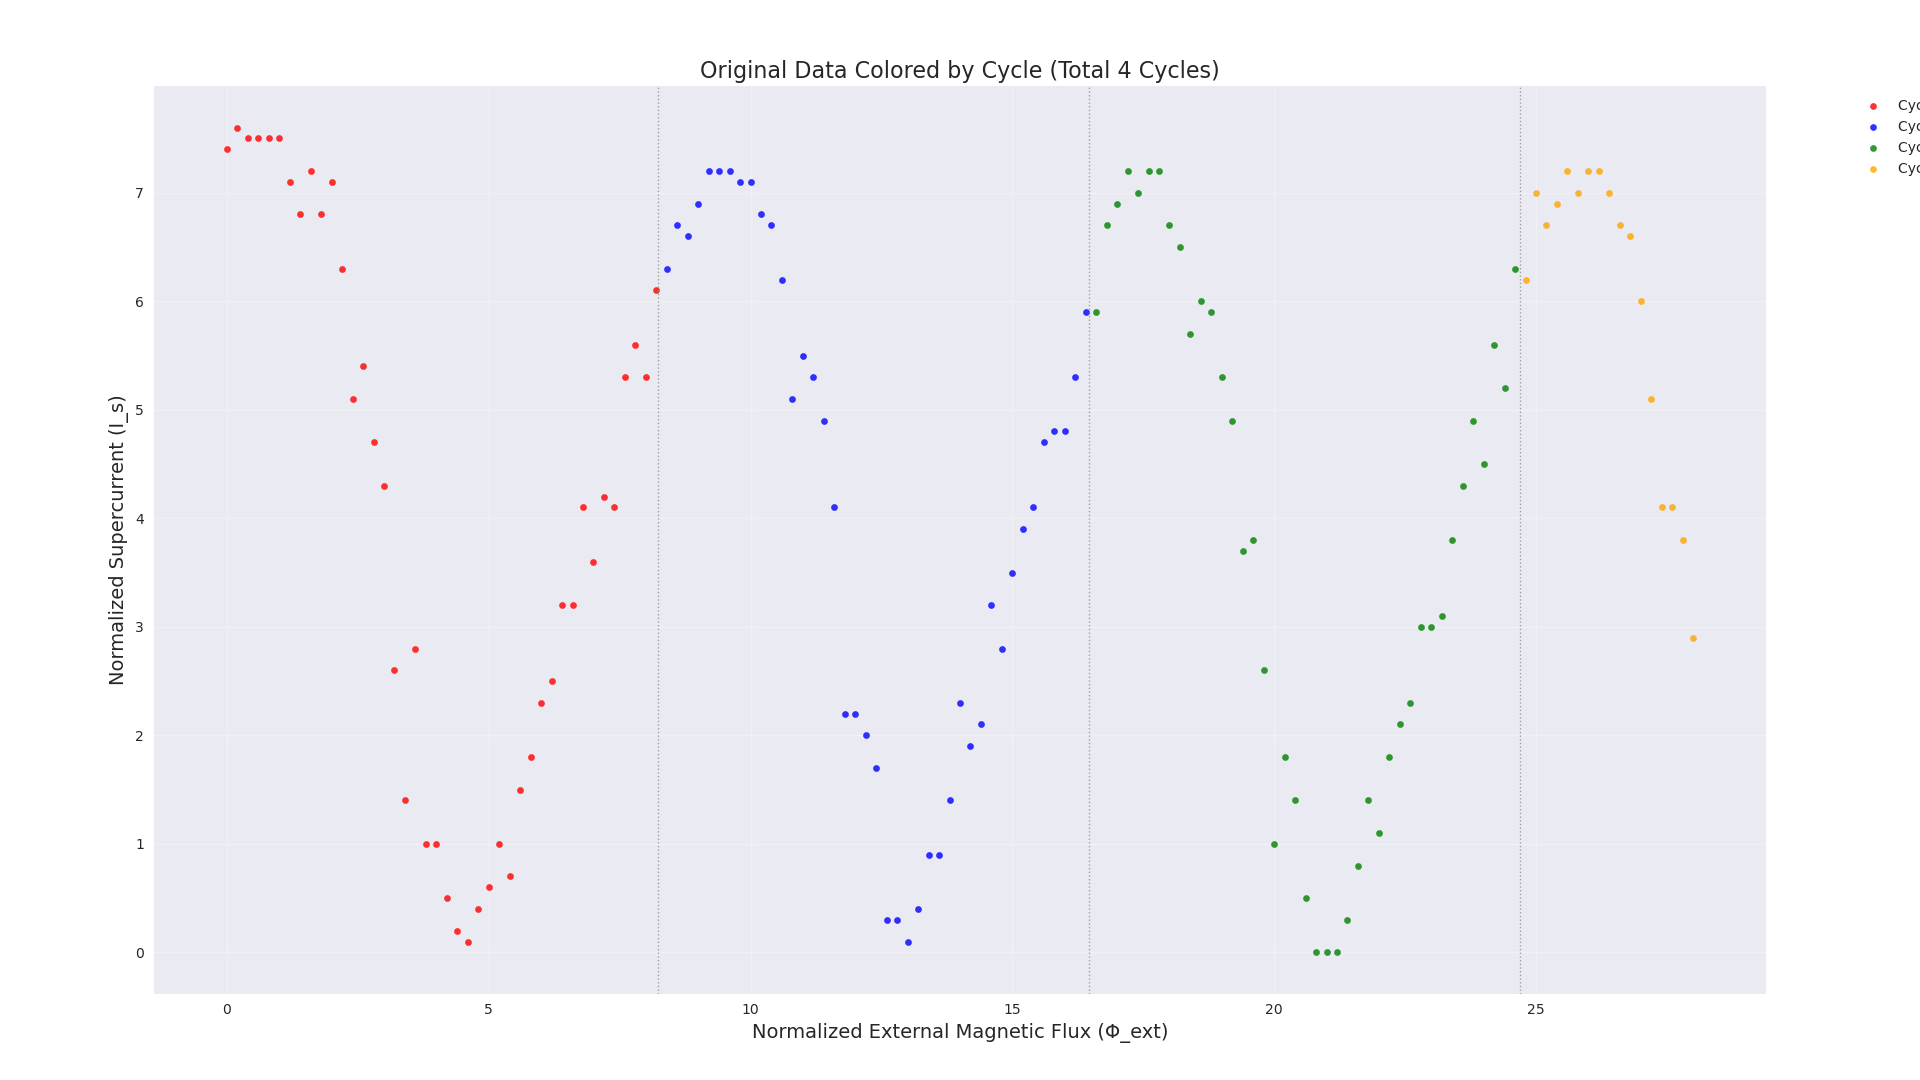 Original Data Colored by Cycle (Total 4 Cycles)
Cyc
Cyc
Cyc
Cyc
7
6
5
4
3
2
1
0
Normalized Supercurrent (I_s)
0
5
10
15
20
25
Normalized External Magnetic Flux (Φ_ext)